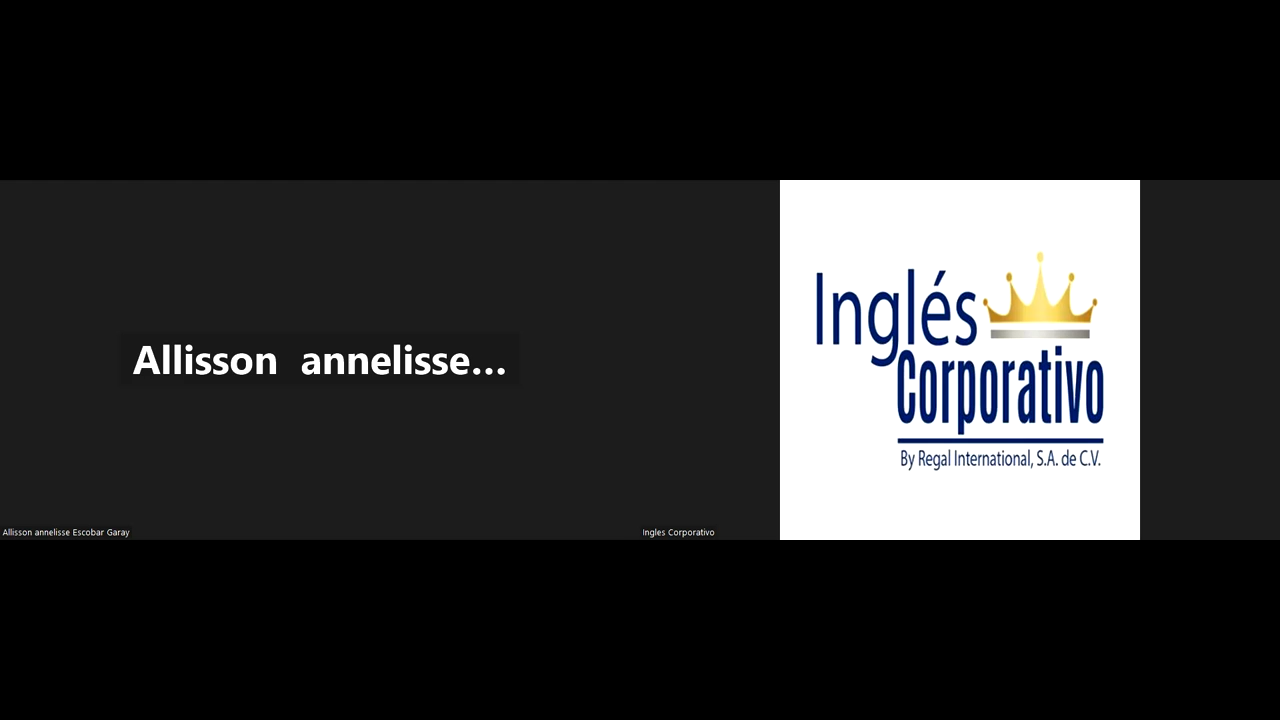 Allisson annelisse...
Allisson annelisse Escobar Garay
Inglés
Corporativo
By Regal International, S.A. de C.V.
Ingles Corporativo